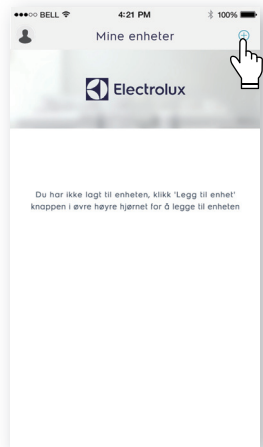 BELL 4:21 PM 100%
Mine enheter
Electrolux
Du har ikke lagt til enheten, klikk 'Legg til enhet'
knappen i øvre høyre hjørnet for å legge til enheten